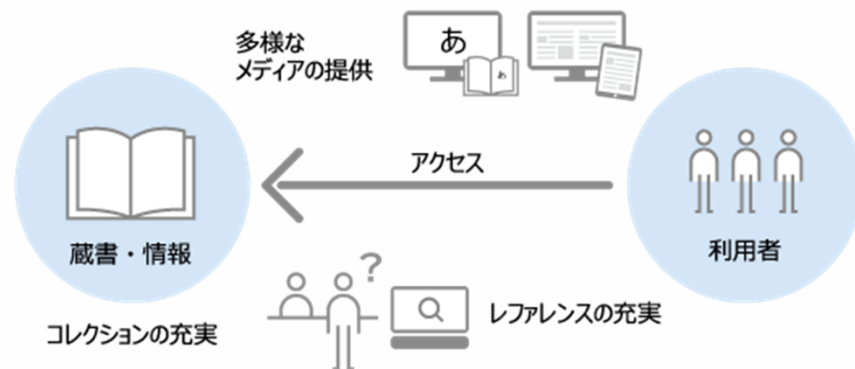 多様な
メディアの提供
あ
あ
アクセス
蔵書・情報
利用者
?
レファレンスの充実
コレクションの充実